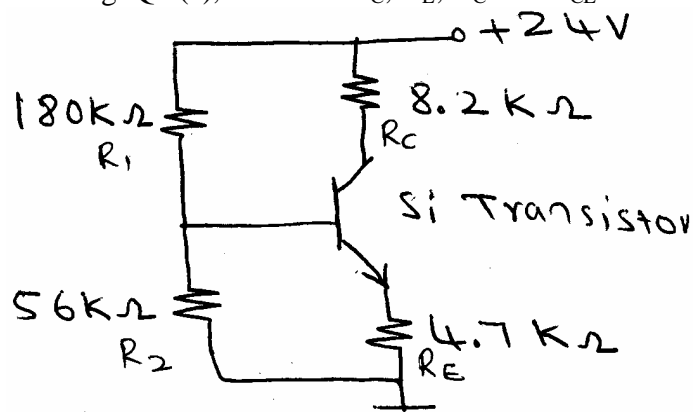 +24V
180KΩ
R1
8.2KΩ
RC
Si Transistor
56KΩ
R2
4.7KΩ
RE